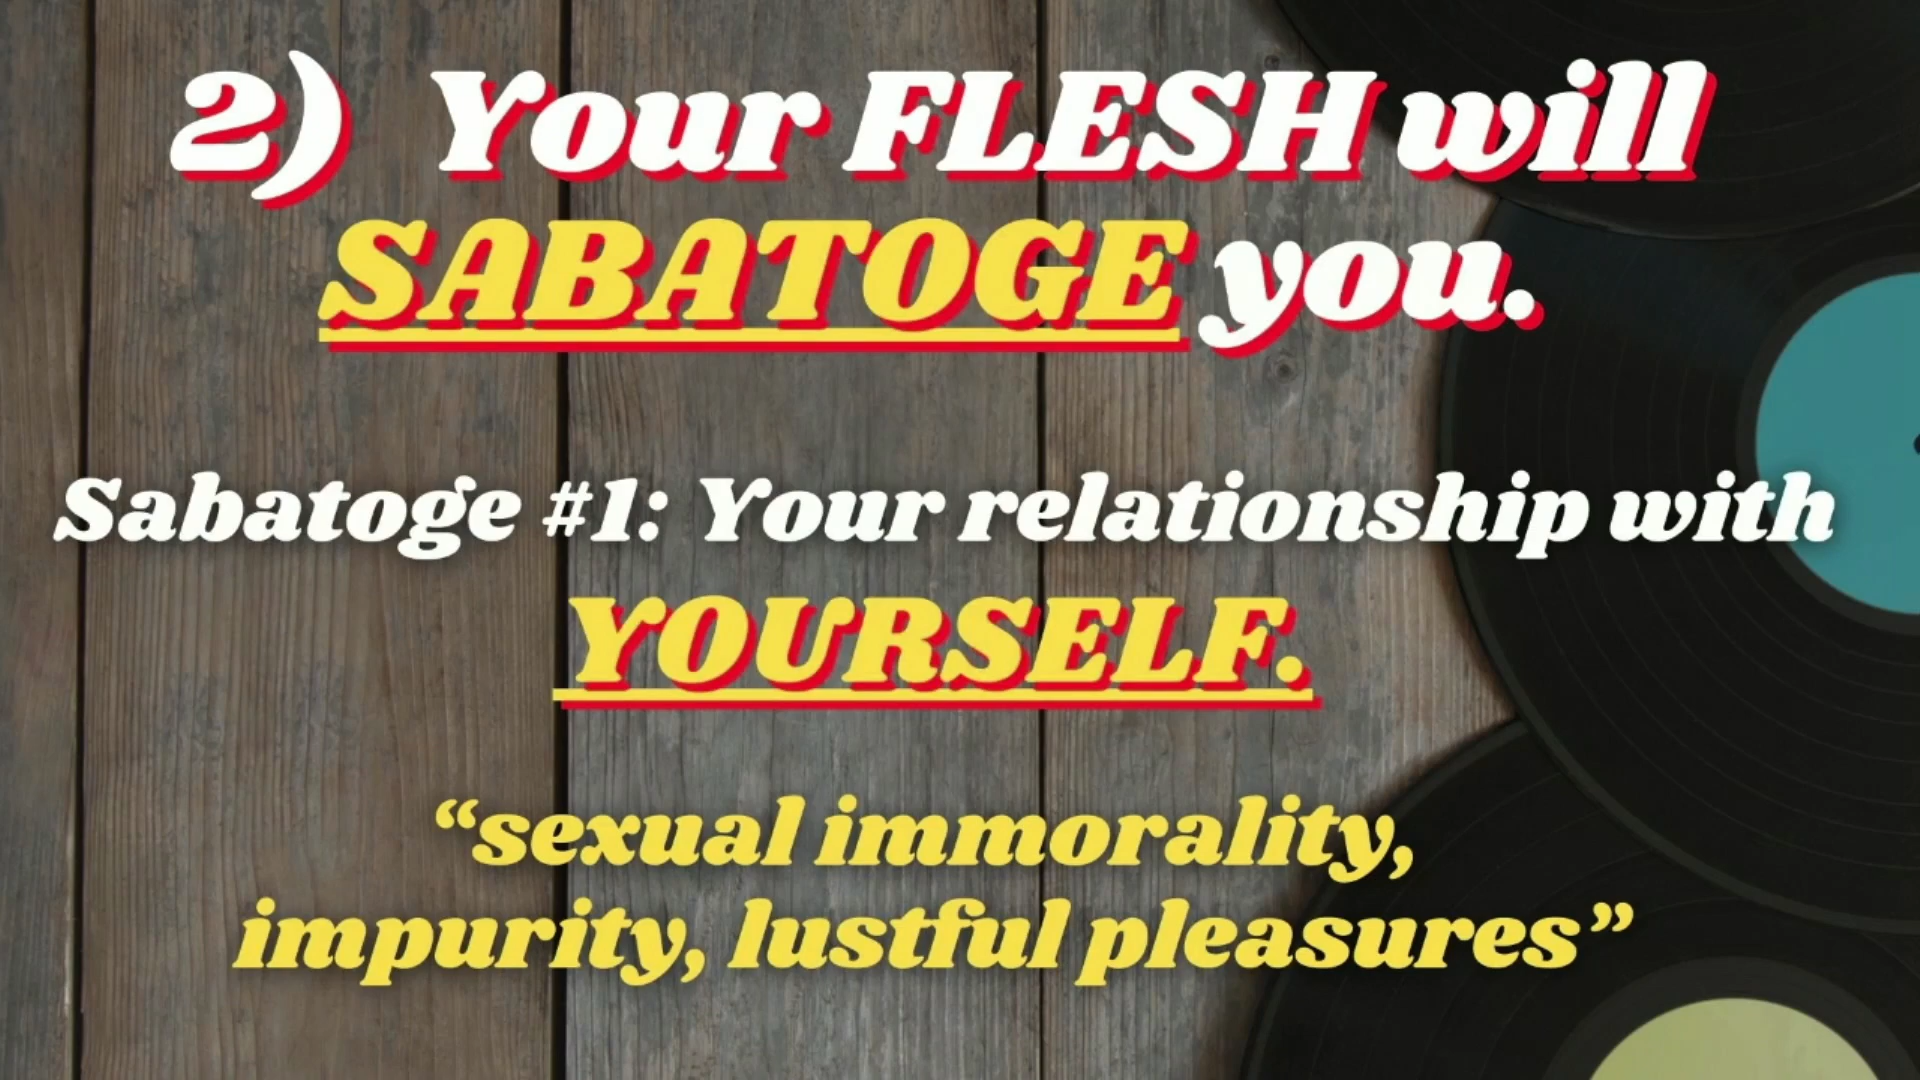 2) Your FLESH will
SABATOGE you.
Sabatoge #1: Your relationship with
YOURSELF.
“sexual immorality,
impurity, lustful pleasures”